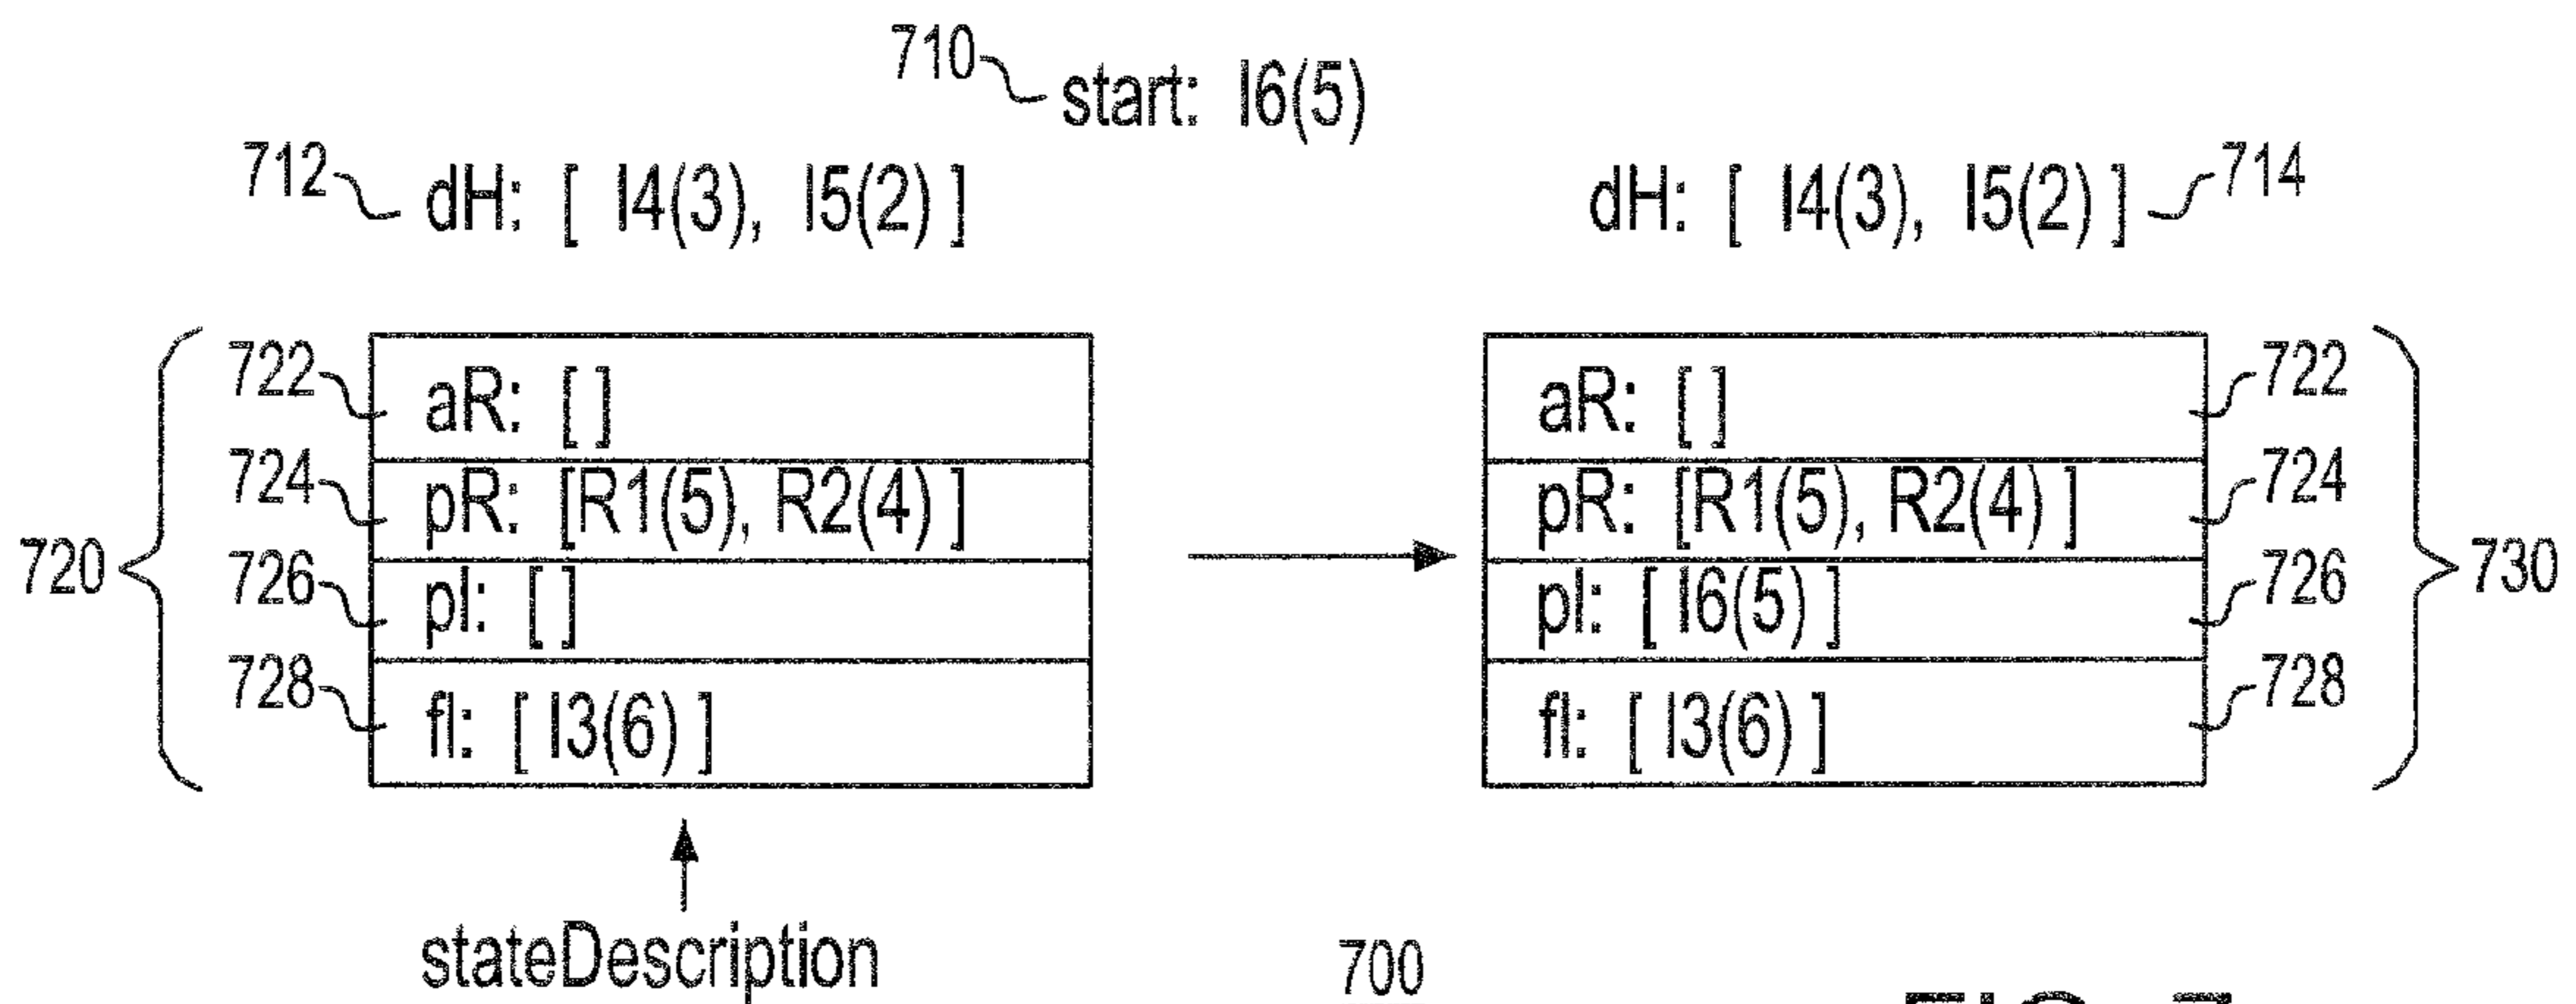 710 start: I6(5)
712 dH: [ I4(3), I5(2) ] dH: [ I4(3), I5(2) ] 714
722 aR: [ ] aR: [ ] 722
724 pR: [R1(5), R2(4) ] pR: [R1(5), R2(4) ] 724
720 726 pI: [ ] pI: [ I6(5) ] 726 730
728 fI: [ I3(6) ] fI: [ I3(6) ] 728
stateDescription
700